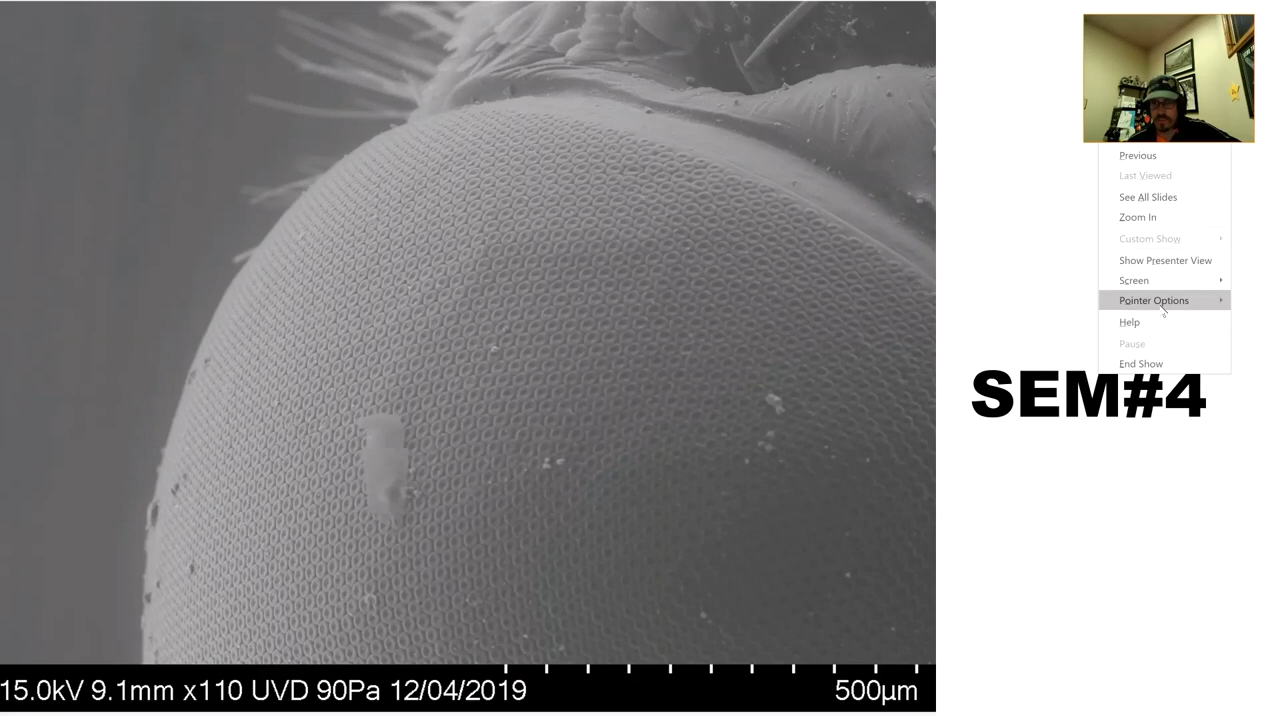 Previous
Last Viewed
See All Slides
Zoom In
Custom Show
Show Presenter View
Screen
Pointer Options
Help
Pause
End Show
SEM#4
15.0kV 9.1mm x110 UVD 90Pa 12/04/2019 500µm